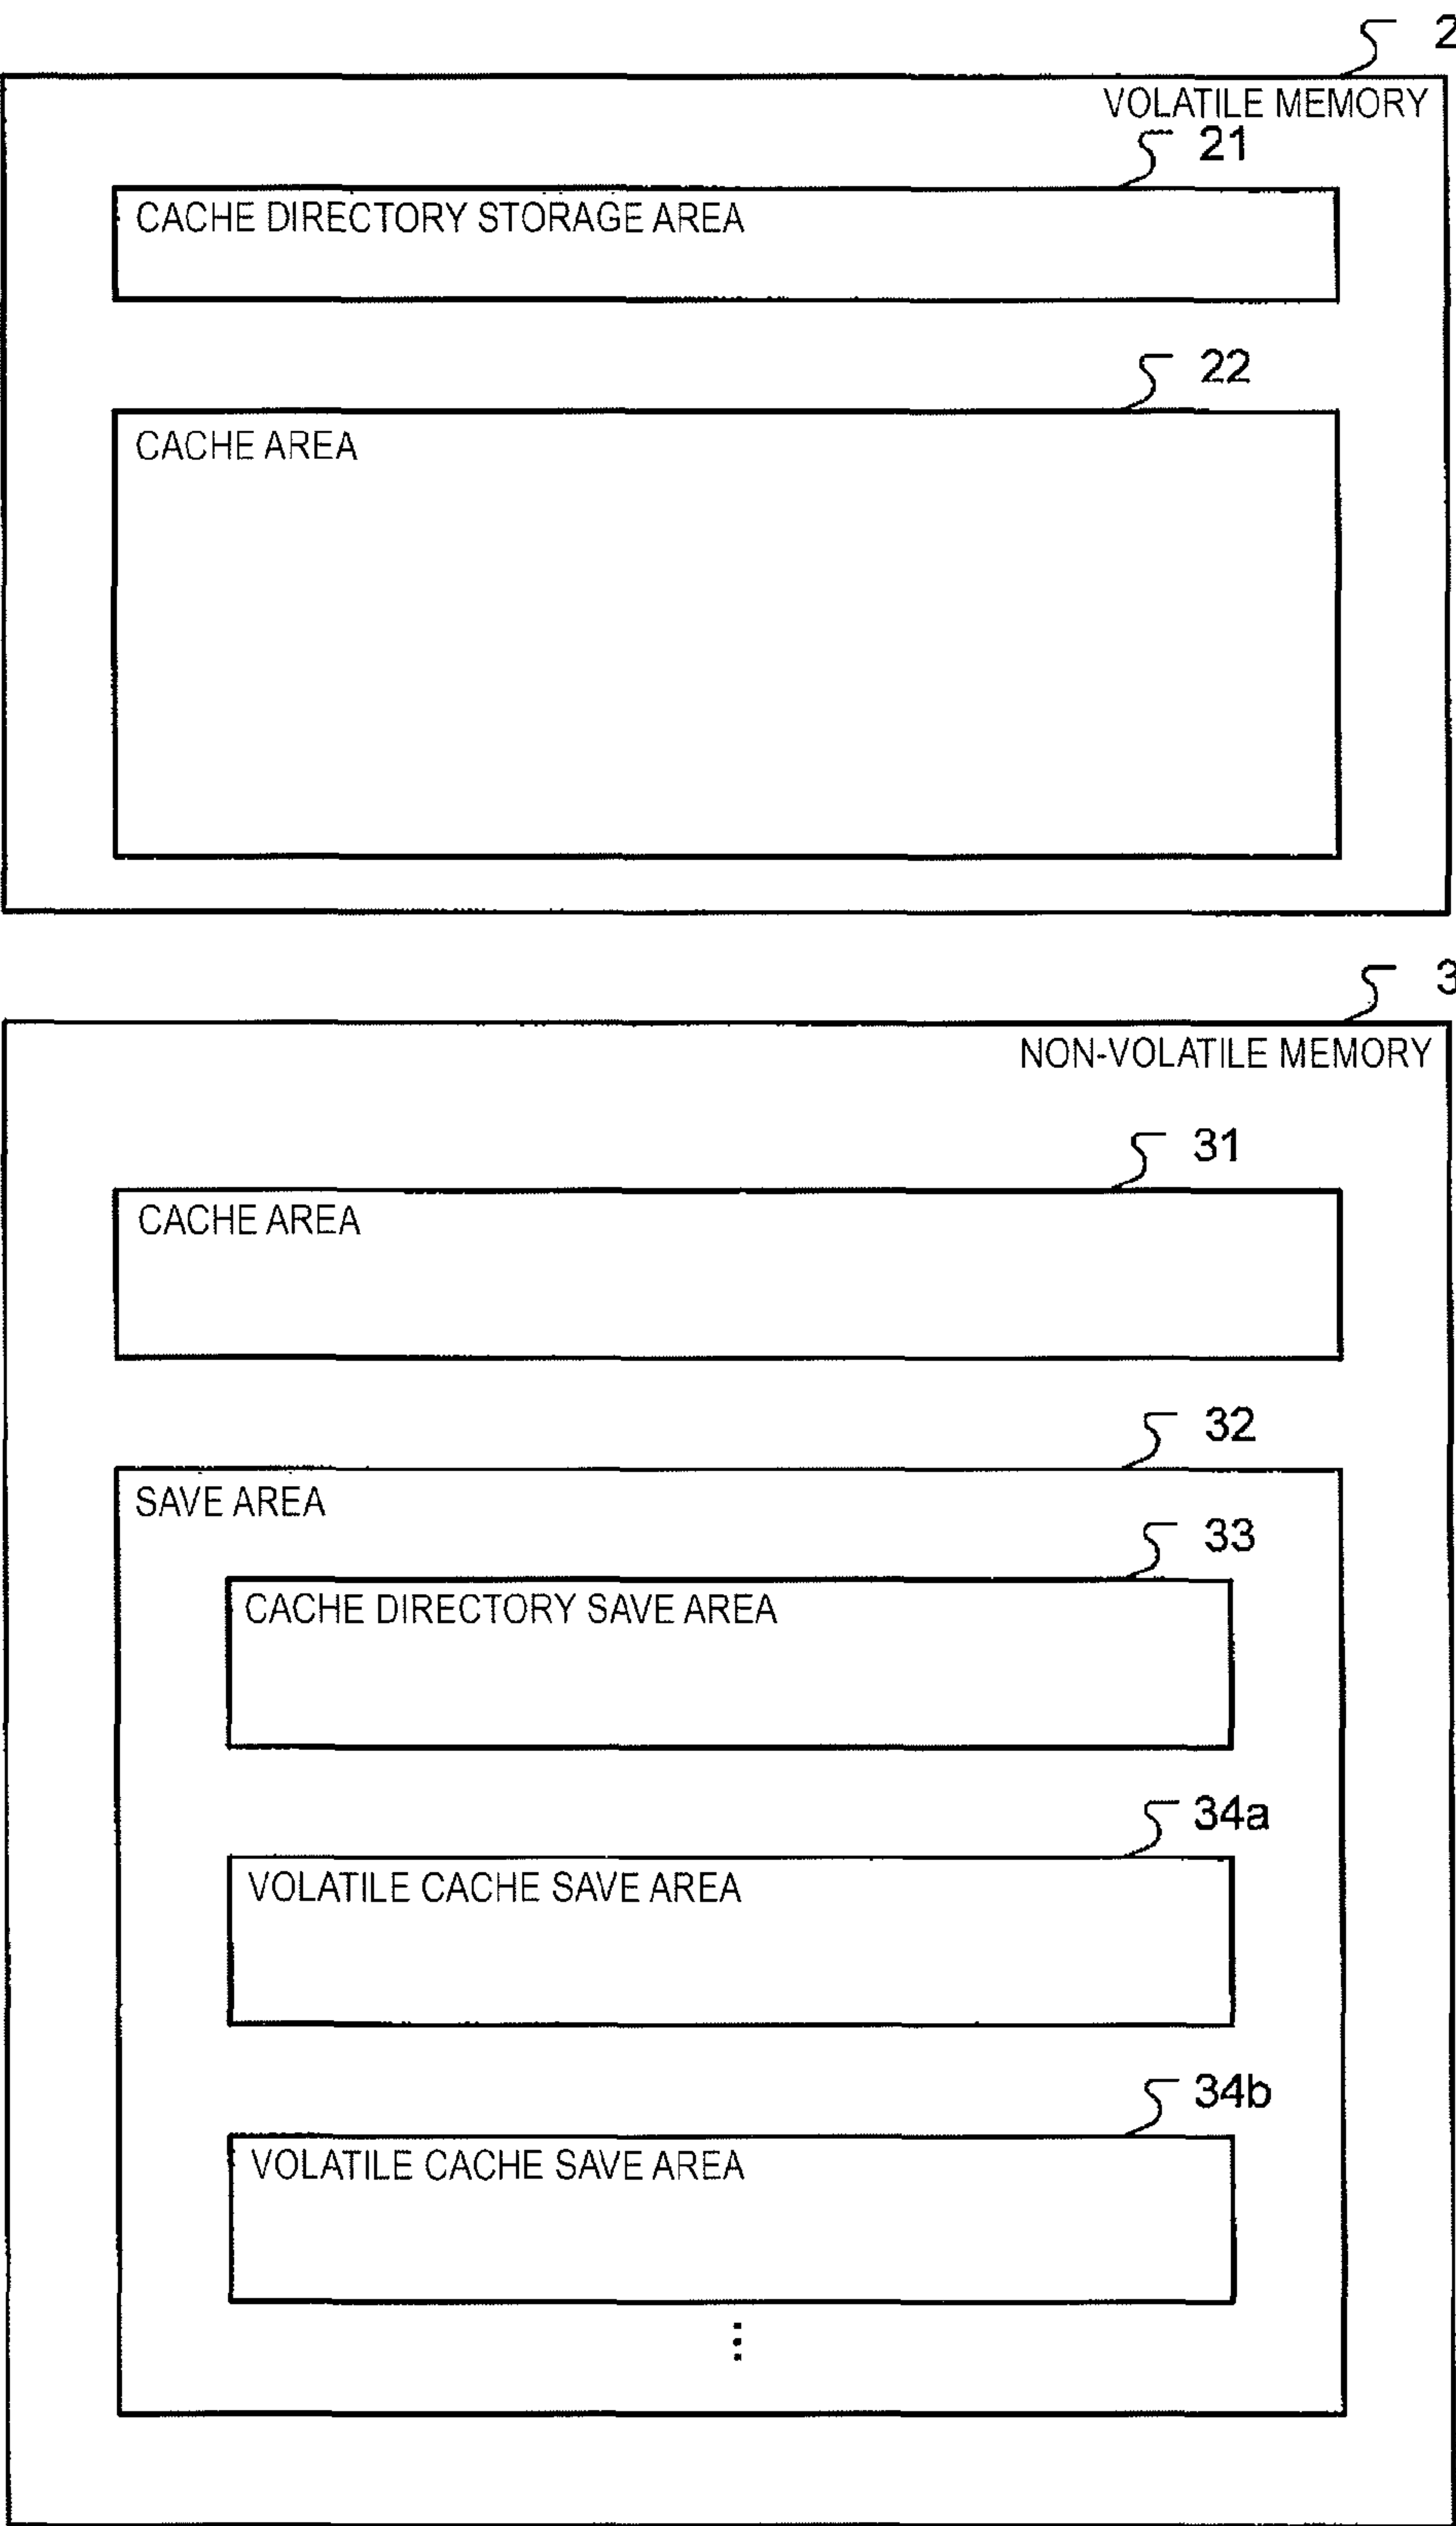 2
VOLATILE MEMORY
21
CACHE DIRECTORY STORAGE AREA
22
CACHE AREA
3
NON-VOLATILE MEMORY
31
CACHE AREA
32
SAVE AREA
33
CACHE DIRECTORY SAVE AREA
34a
VOLATILE CACHE SAVE AREA
34b
VOLATILE CACHE SAVE AREA
⋮